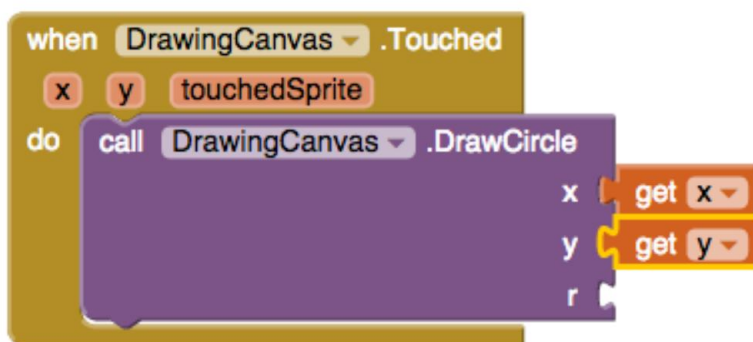 when DrawingCanvas .Touched
x y touchedSprite
do call DrawingCanvas .DrawCircle
x get x
y get y
r